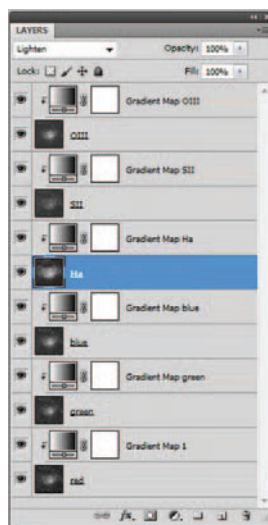 LAYERS
Lighten Opacity: 100%
Lock: Fill: 100%
Gradient Map OIII
OIII
Gradient Map SII
SII
Gradient Map Ha
Ha
Gradient Map blue
blue
Gradient Map green
green
Gradient Map 1
red
fx